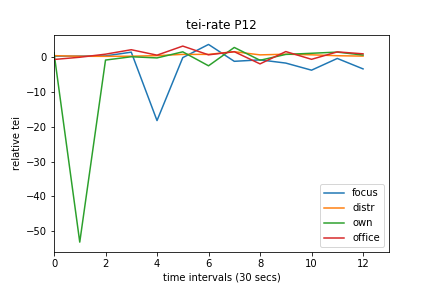 tei-rate P12
relative tei
0
−10
−20
−30
−40
−50
focus
distr
own
office
0 2 4 6 8 10 12
time intervals (30 secs)